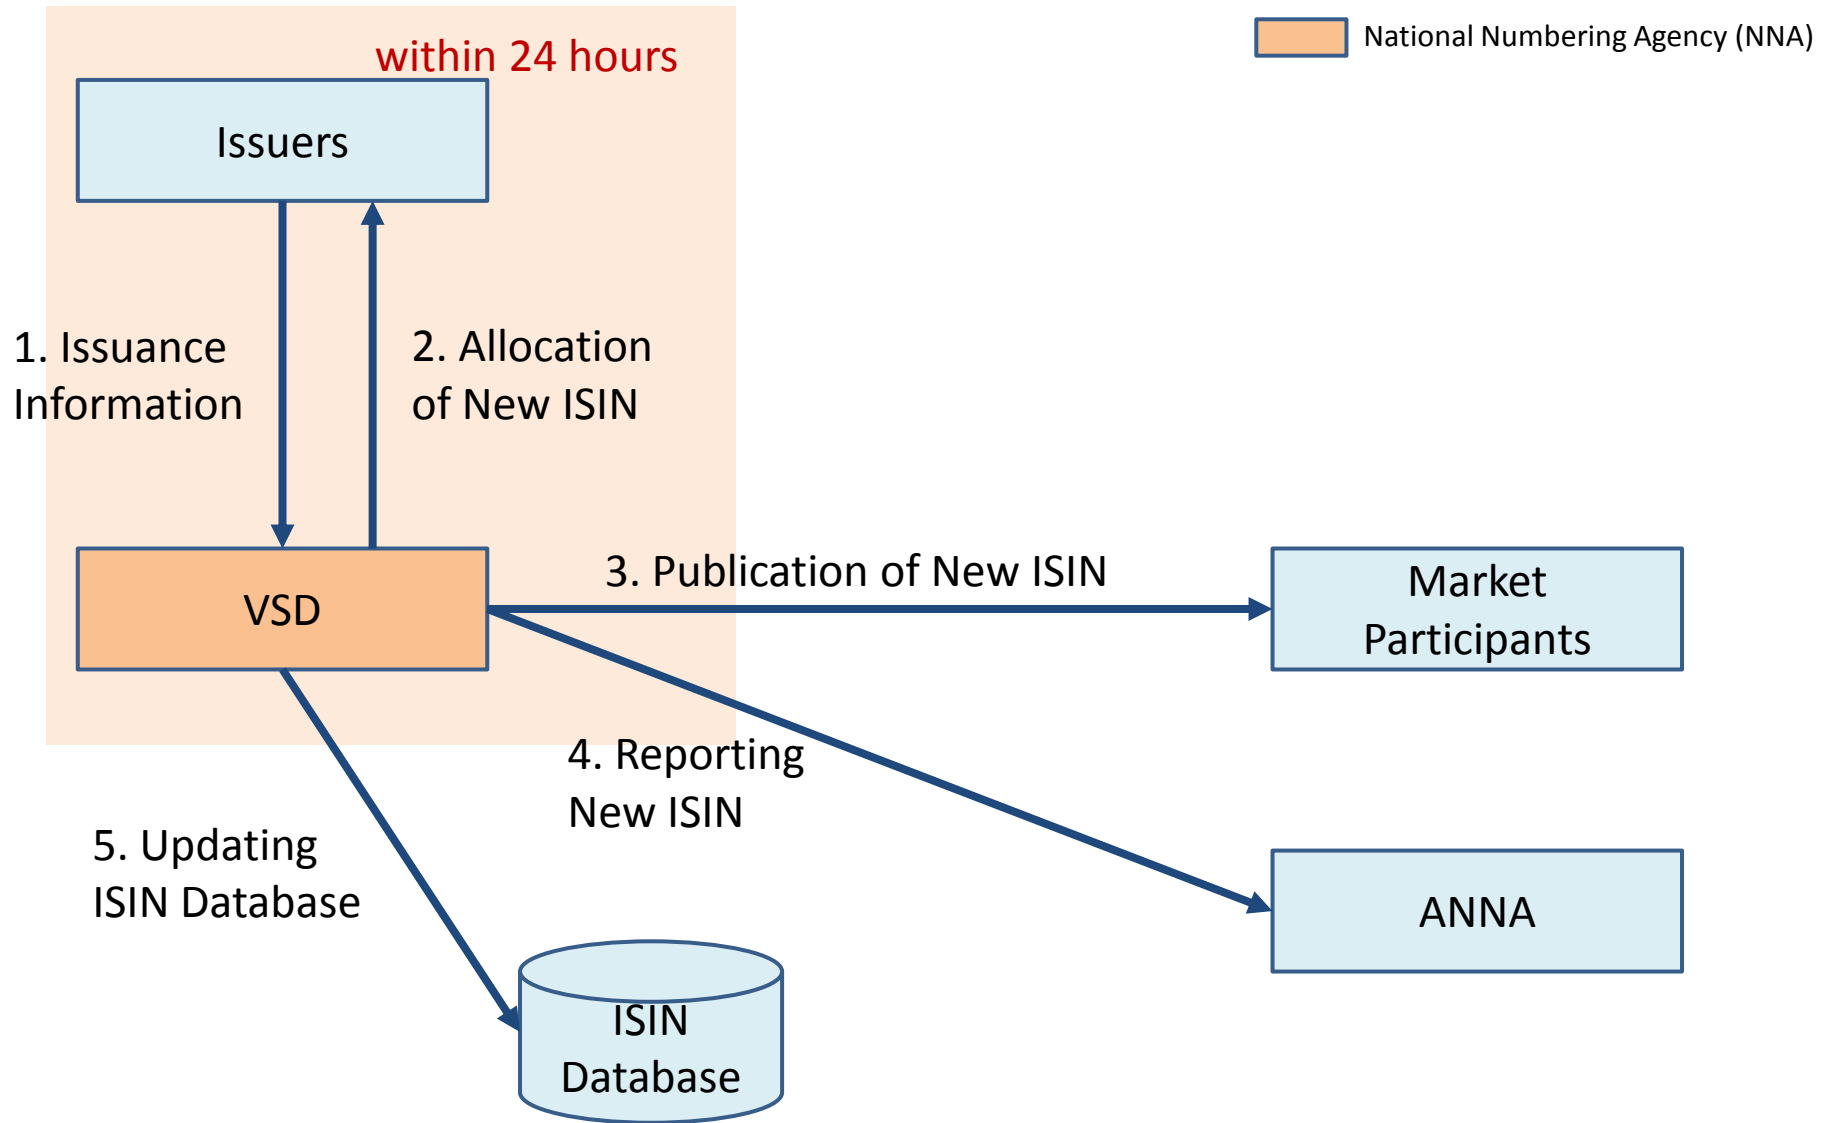 within 24 hours
National Numbering Agency (NNA)
Issuers
1. Issuance
Information
2. Allocation
of New ISIN
VSD
3. Publication of New ISIN
Market
Participants
4. Reporting
New ISIN
5. Updating
ISIN Database
ANNA
ISIN
Database